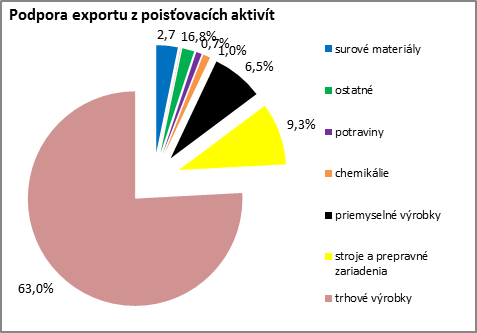 Podpora exportu z poisťovacích aktivít
2,7
16,8%
0,7%
1,0%
6,5%
9,3%
63,0%
surové materiály
ostatné
potraviny
chemikálie
priemyselné výrobky
stroje a prepravné
zariadenia
trhové výrobky